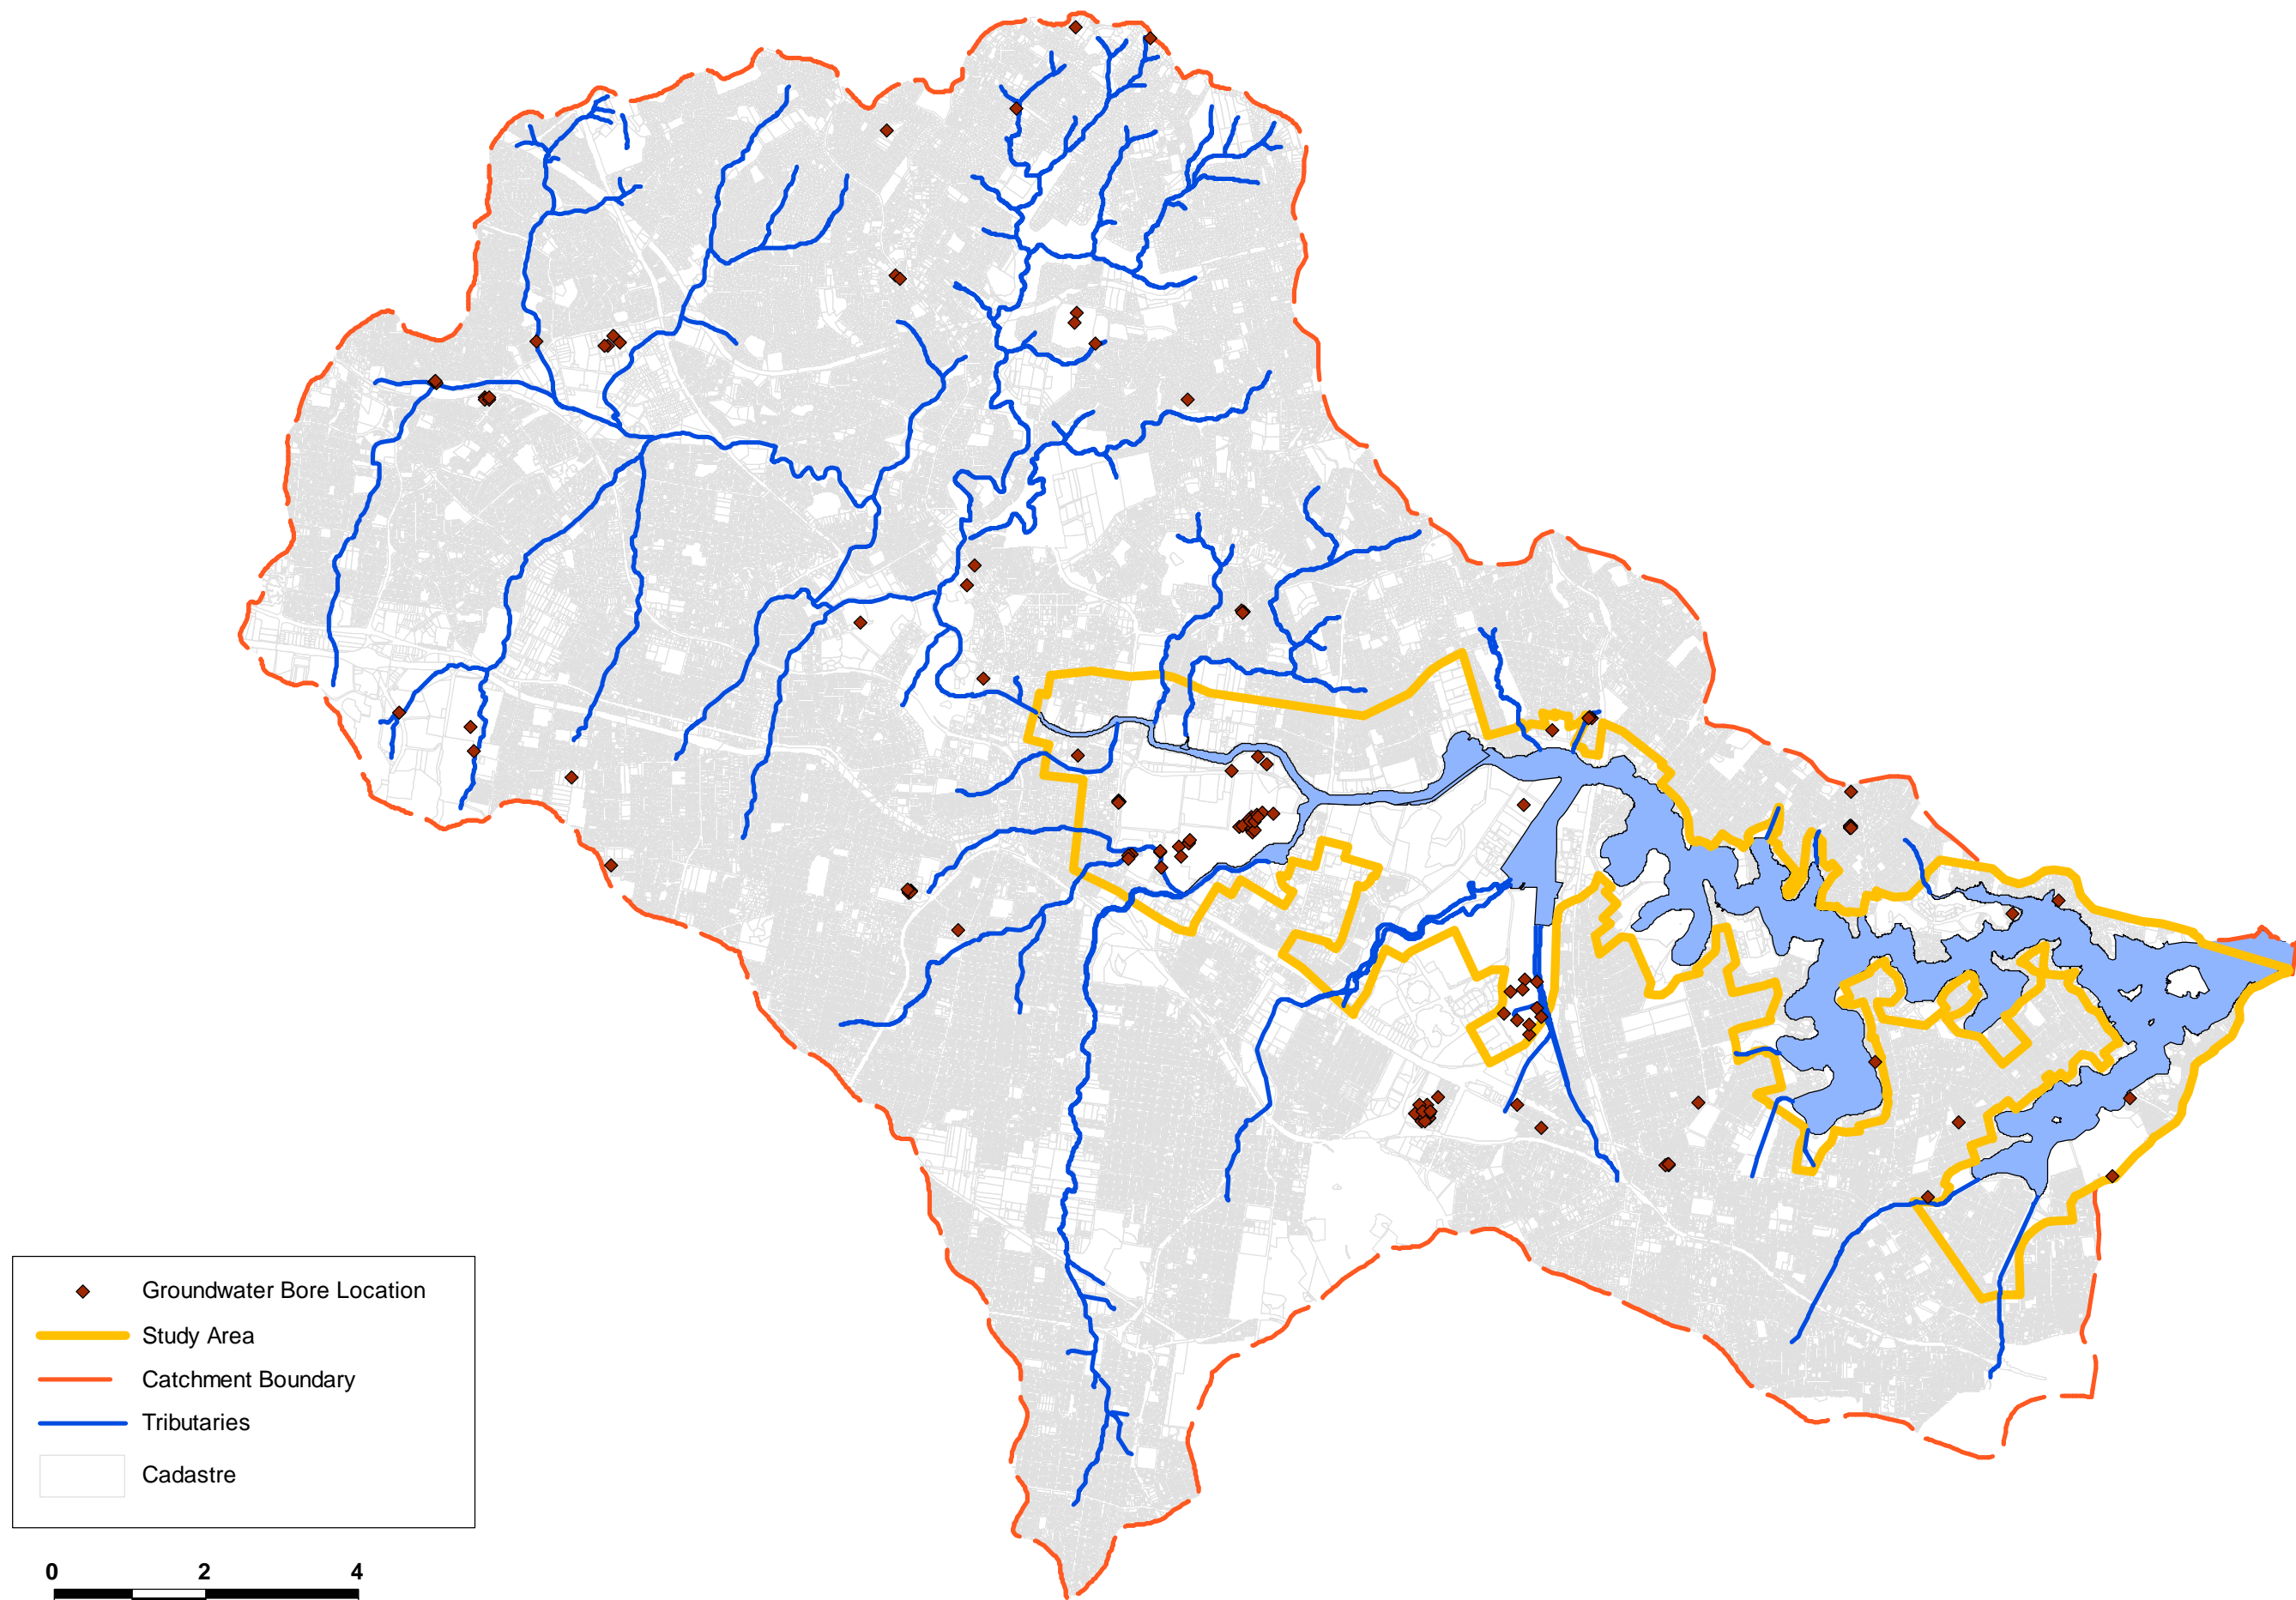 Groundwater Bore Location
Study Area
Catchment Boundary
Tributaries
Cadastre
0 2 4